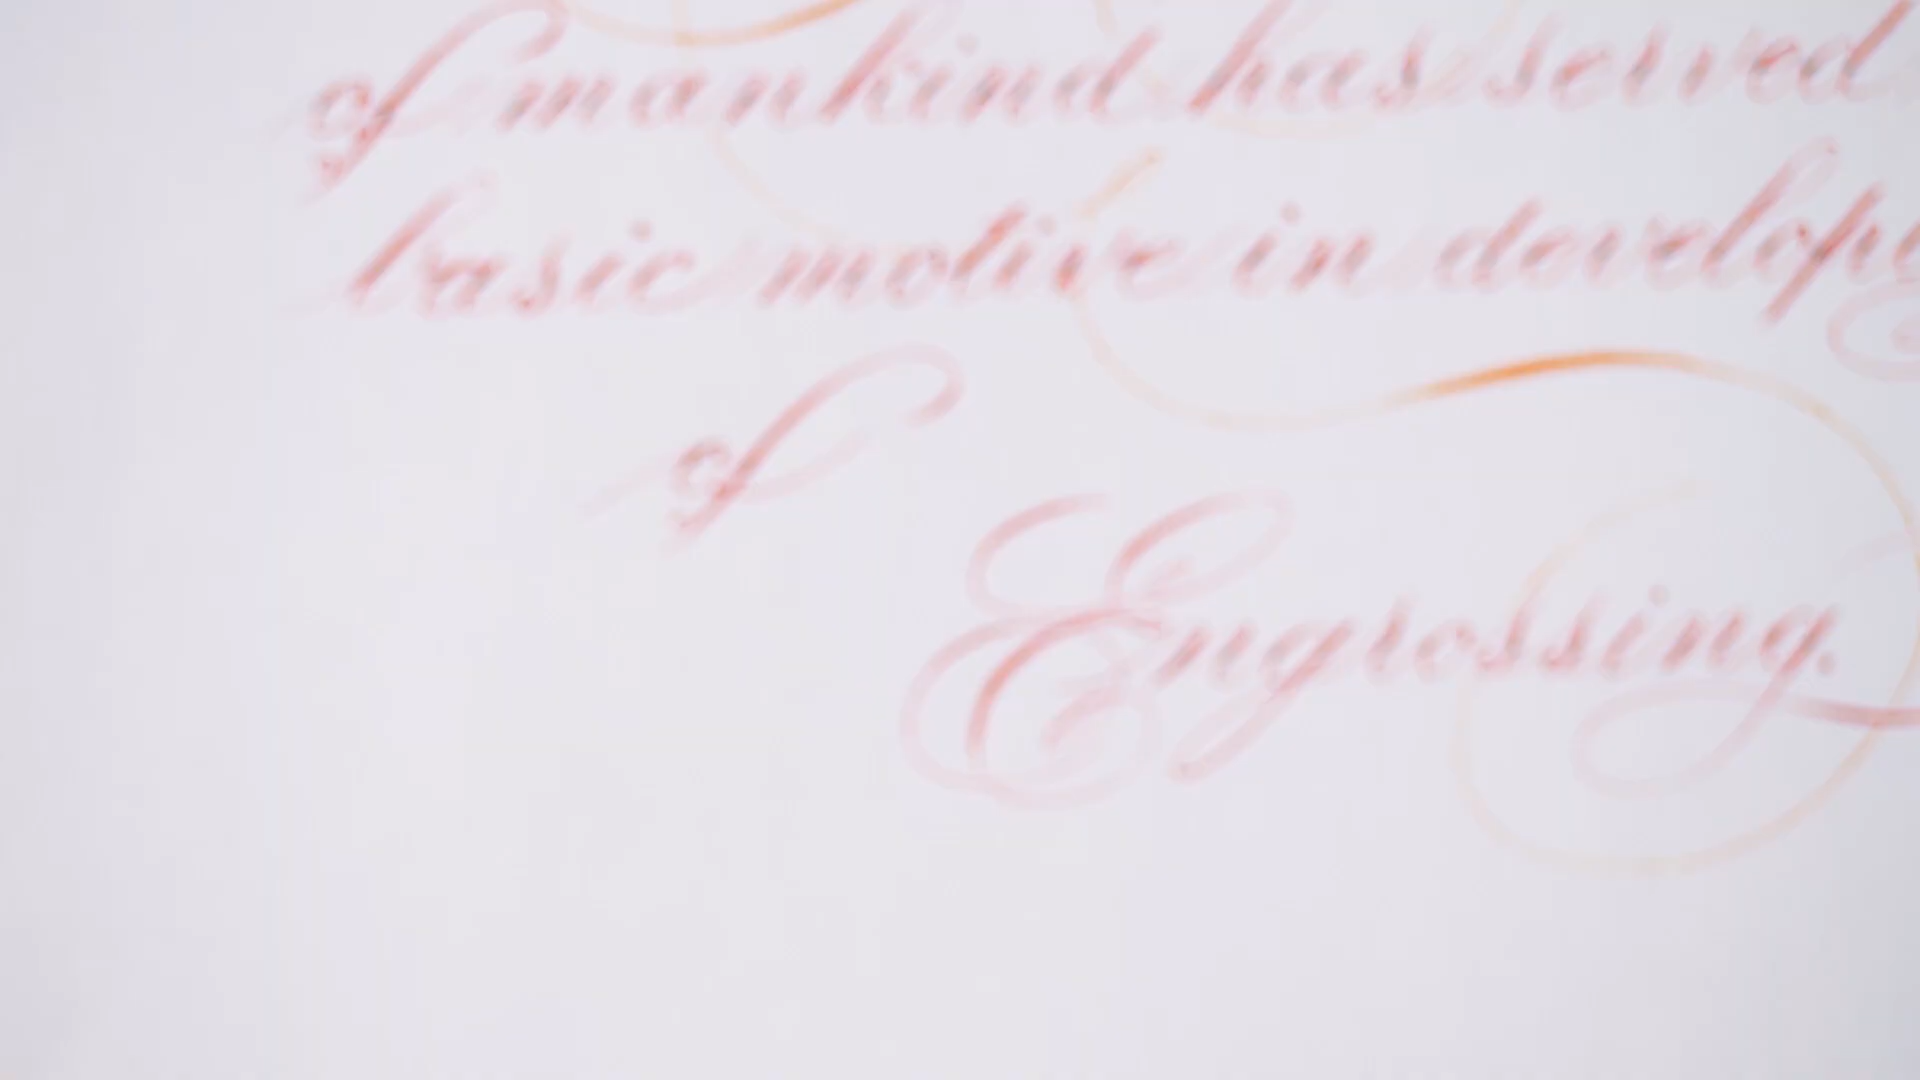 of mankind has served
basic motive in develop
of
Engrossing.